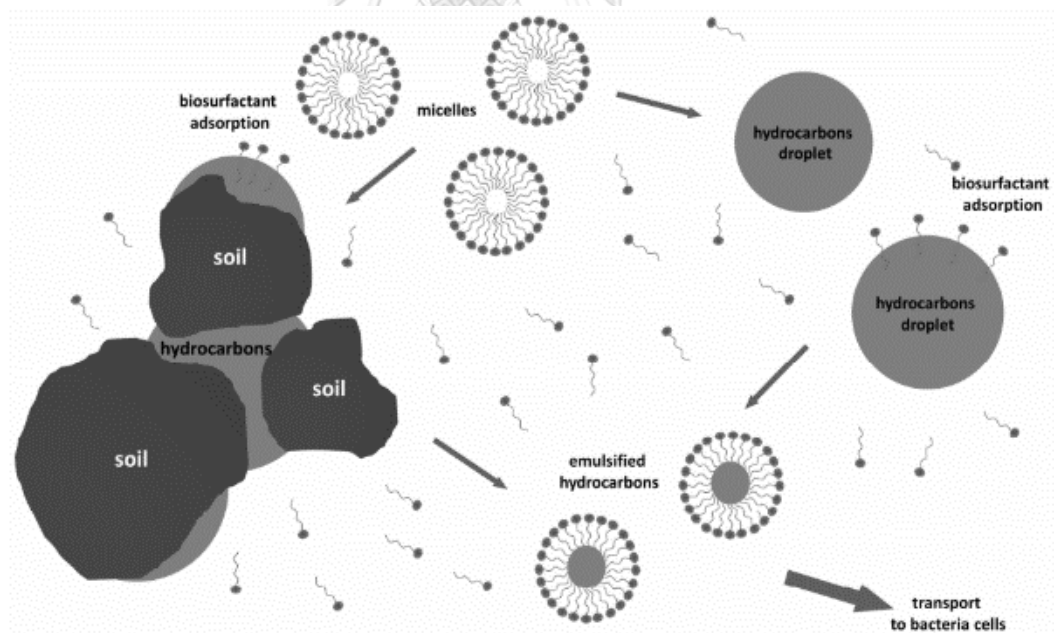 biosurfactant
adsorption
micelles
hydrocarbons
droplet
biosurfactant
adsorption
soil
hydrocarbons
droplet
hydrocarbons
soil
soil
emulsified
hydrocarbons
transport
to bacteria cells